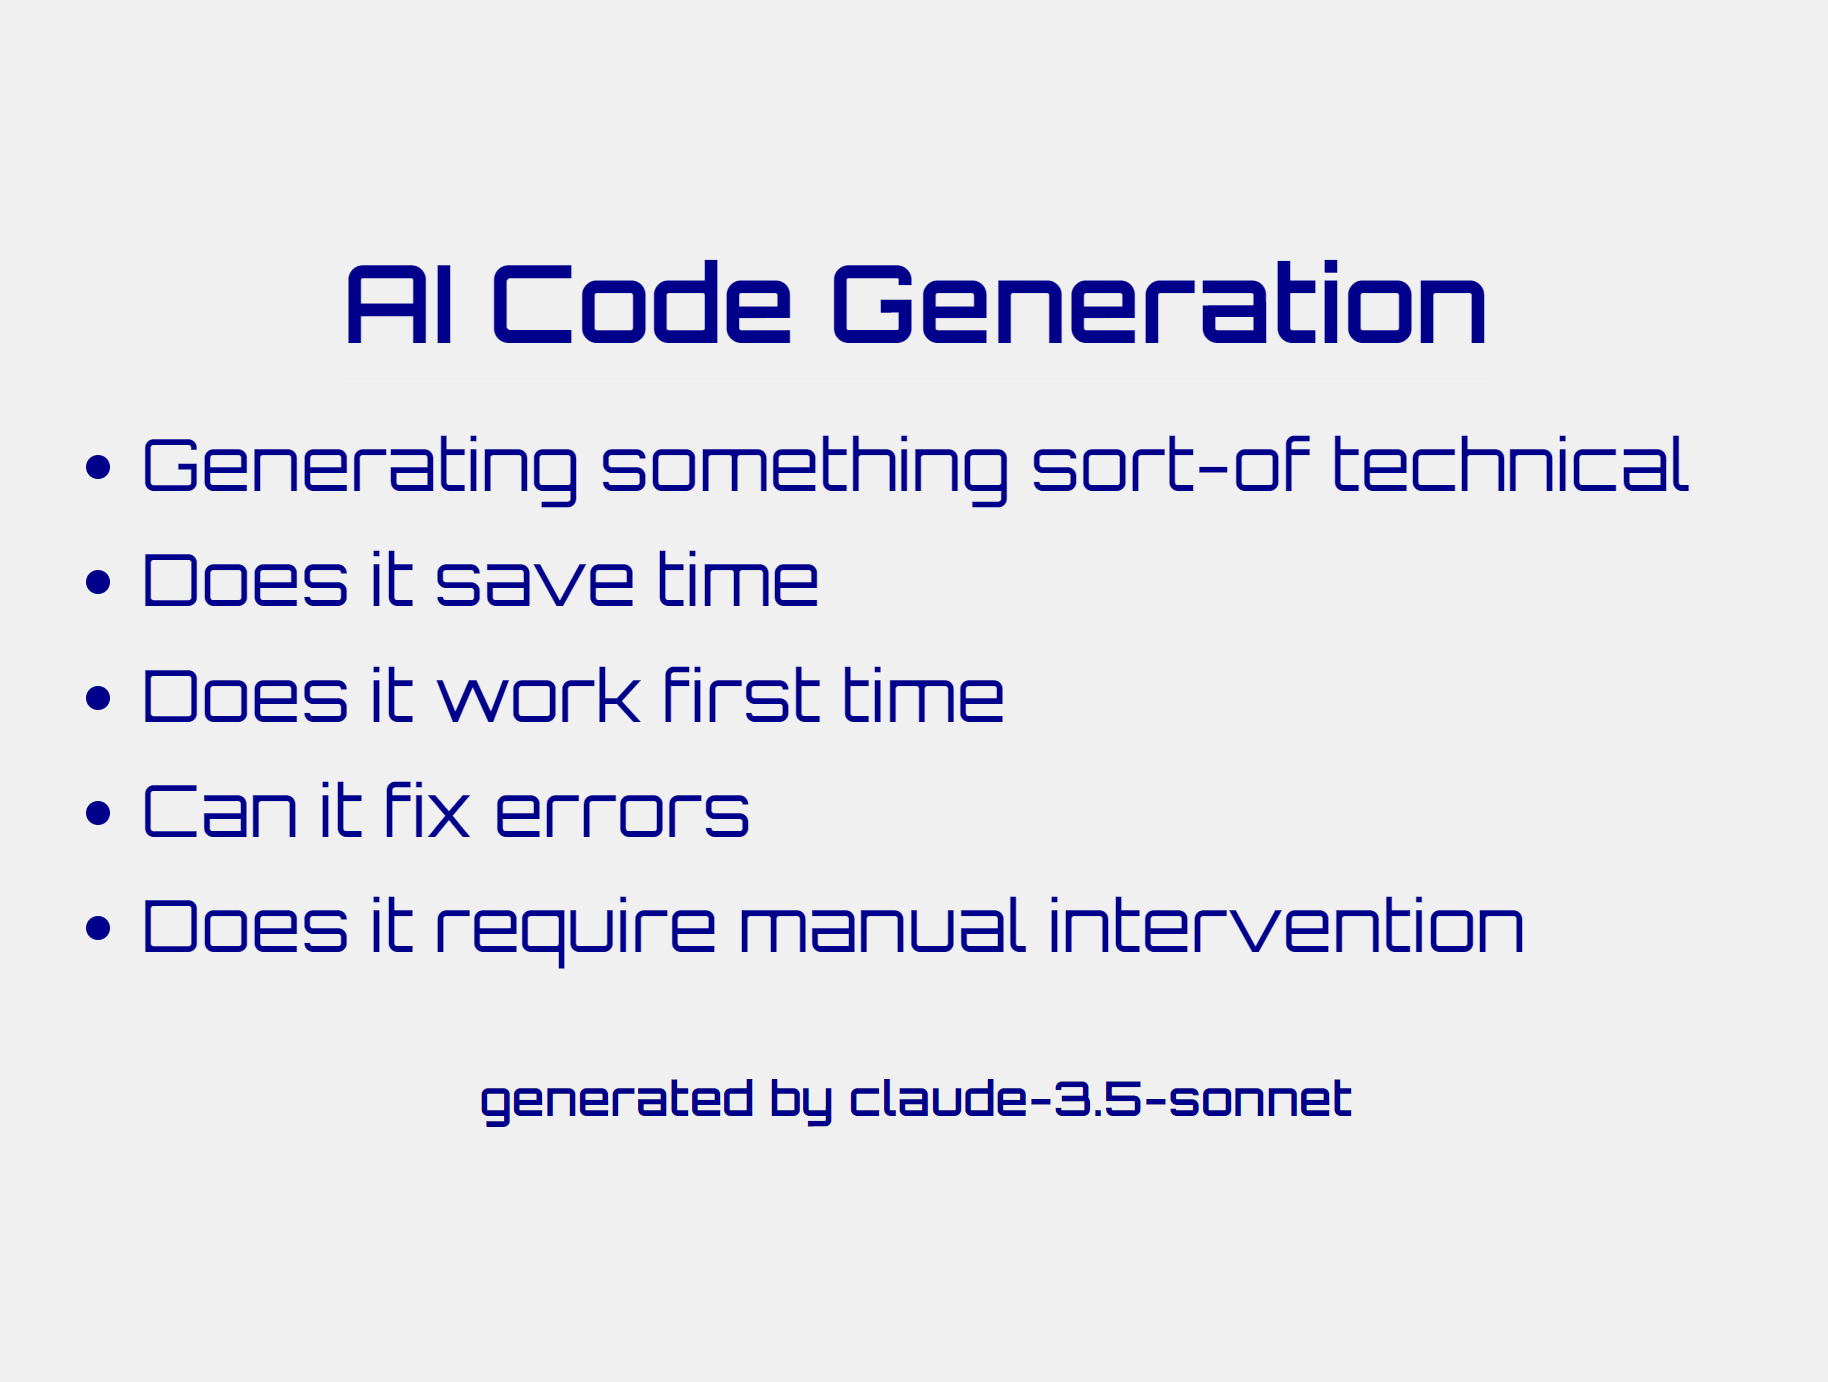 AI Code Generation
• Generating something sort-of technical
• Does it save time
• Does it work first time
• Can it fix errors
• Does it require manual intervention
generated by claude-3.5-sonnet